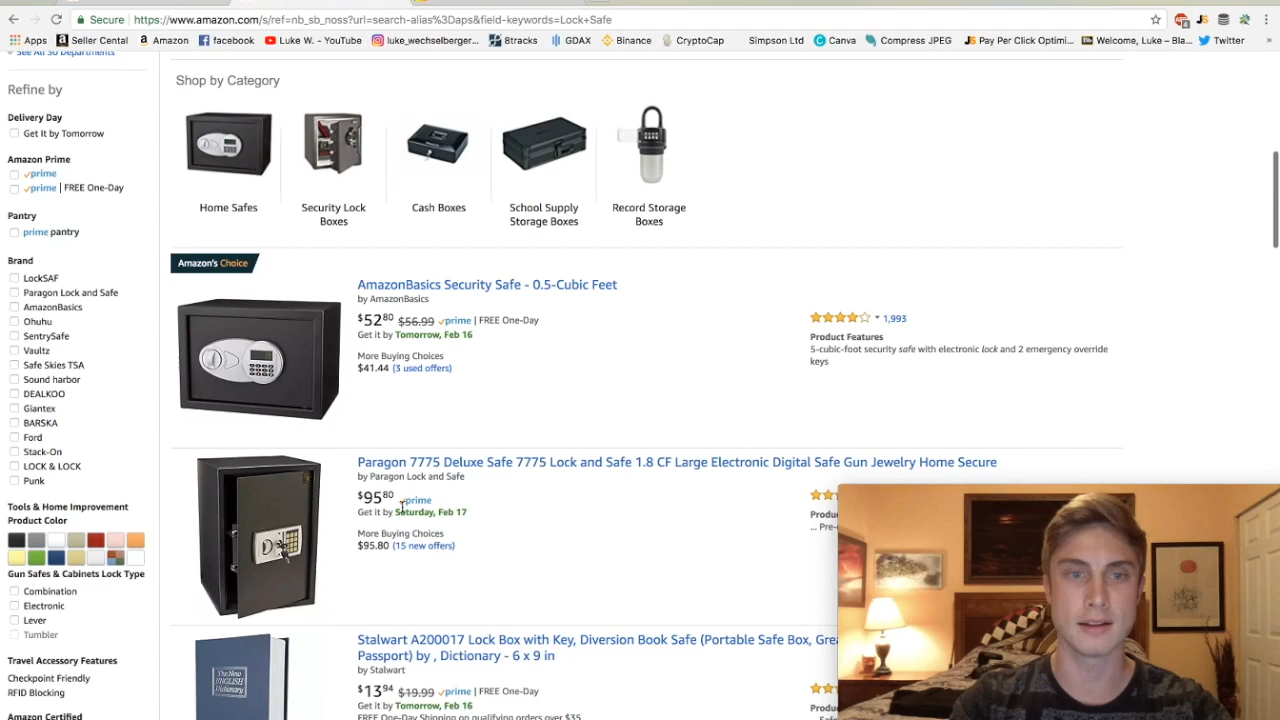 Secure
https://www.amazon.com/s/ref=nb_sb_noss?url=search-alias%3Daps&field-keywords=Lock+Safe
Apps
Seller Cental
Amazon
facebook
Luke W. - YouTube
luke_wechselberger...
8tracks
GDAX
Binance
CryptoCap
Simpson Ltd
Canva
Compress JPEG
Pay Per Click Optimi...
Welcome, Luke – Bla...
Twitter
»
See All 30 Departments
Refine by
Delivery Day
Get It by Tomorrow
Amazon Prime
prime
prime | FREE One-Day
Pantry
prime pantry
Brand
LockSAF
Paragon Lock and Safe
AmazonBasics
Ohuhu
SentrySafe
Vaultz
Safe Skies TSA
Sound harbor
DEALKOO
Giantex
BARSKA
Ford
Stack-On
LOCK & LOCK
Punk
Tools & Home Improvement
Product Color
Gun Safes & Cabinets Lock Type
Combination
Electronic
Lever
Tumbler
Travel Accessory Features
Checkpoint Friendly
RFID Blocking
Amazon Certified
Shop by Category
Home Safes
Security Lock
Boxes
Cash Boxes
School Supply
Storage Boxes
Record Storage
Boxes
Amazon's Choice
AmazonBasics Security Safe - 0.5-Cubic Feet
by AmazonBasics
$52 80 $56.99 prime | FREE One-Day
Get it by Tomorrow, Feb 16
More Buying Choices
$41.44 (3 used offers)
1,993
Product Features
5-cubic-foot security safe with electronic lock and 2 emergency override
keys
Paragon 7775 Deluxe Safe 7775 Lock and Safe 1.8 CF Large Electronic Digital Safe Gun Jewelry Home Secure
by Paragon Lock and Safe
$95 80 prime
Get it by Saturday, Feb 17
More Buying Choices
$95.80 (15 new offers)
Stalwart A200017 Lock Box with Key, Diversion Book Safe (Portable Safe Box,
Passport) by , Dictionary - 6 x 9 in
by Stalwart
$13 94 $19.99 prime | FREE One-Day
Get it by Tomorrow, Feb 16
FREE One-Day Shipping on qualifying orders over $35
The New
ENGLISH
Dictionary